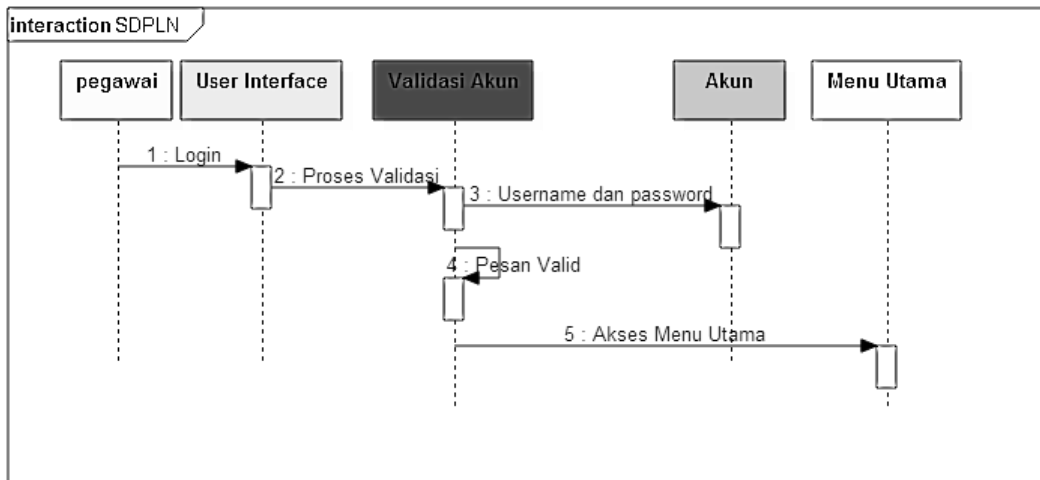 interaction SDPLN
pegawai
User Interface
Validasi Akun
Akun
Menu Utama
1 : Login
2 : Proses Validasi
3 : Username dan password
4 : Pesan Valid
5 : Akses Menu Utama